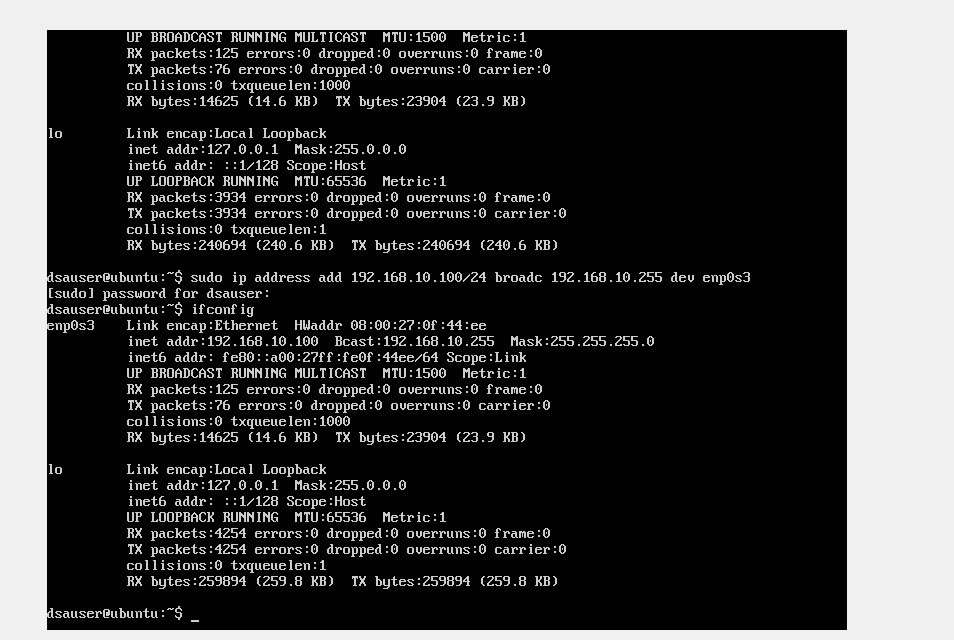 UP BROADCAST RUNNING MULTICAST  MTU:1500  Metric:1
RX packets:125 errors:0 dropped:0 overruns:0 frame:0
TX packets:76 errors:0 dropped:0 overruns:0 carrier:0
collisions:0 txqueuelen:1000
RX bytes:14625 (14.6 KB)  TX bytes:23904 (23.9 KB)
lo        Link encap:Local Loopback
inet addr:127.0.0.1  Mask:255.0.0.0
inet6 addr: ::1/128 Scope:Host
UP LOOPBACK RUNNING  MTU:65536  Metric:1
RX packets:3934 errors:0 dropped:0 overruns:0 frame:0
TX packets:3934 errors:0 dropped:0 overruns:0 carrier:0
collisions:0 txqueuelen:1
RX bytes:240694 (240.6 KB)  TX bytes:240694 (240.6 KB)
dsauser@ubuntu:~$ sudo ip address add 192.168.10.100/24 broadc 192.168.10.255 dev enp0s3
[sudo] password for dsauser:
dsauser@ubuntu:~$ ifconfig
enp0s3    Link encap:Ethernet  HWaddr 08:00:27:0f:44:ee
inet addr:192.168.10.100  Bcast:192.168.10.255  Mask:255.255.255.0
inet6 addr: fe80::a00:27ff:fe0f:44ee/64 Scope:Link
UP BROADCAST RUNNING MULTICAST  MTU:1500  Metric:1
RX packets:125 errors:0 dropped:0 overruns:0 frame:0
TX packets:76 errors:0 dropped:0 overruns:0 carrier:0
collisions:0 txqueuelen:1000
RX bytes:14625 (14.6 KB)  TX bytes:23904 (23.9 KB)
lo        Link encap:Local Loopback
inet addr:127.0.0.1  Mask:255.0.0.0
inet6 addr: ::1/128 Scope:Host
UP LOOPBACK RUNNING  MTU:65536  Metric:1
RX packets:4254 errors:0 dropped:0 overruns:0 frame:0
TX packets:4254 errors:0 dropped:0 overruns:0 carrier:0
collisions:0 txqueuelen:1
RX bytes:259894 (259.8 KB)  TX bytes:259894 (259.8 KB)
dsauser@ubuntu:~$ _